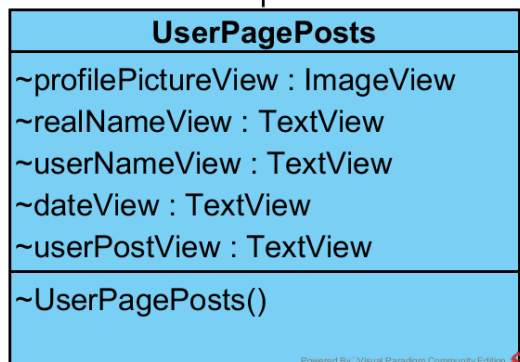 UserPagePosts
~profilePictureView : ImageView
~realNameView : TextView
~userNameView : TextView
~dateView : TextView
~userPostView : TextView
~UserPagePosts()
Powered By Visual Paradigm Community Edition